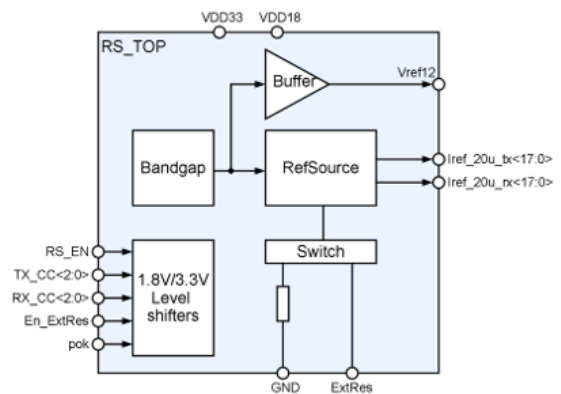 VDD33 VDD18
RS_TOP
Buffer
Vref12
Bandgap
RefSource
Iref_20u_tx<17:0>
Iref_20u_rx<17:0>
Switch
RS_EN
TX_CC<2:0>
RX_CC<2:0>
En_ExtRes
pok
1.8V/3.3V
Level
shifters
GND ExtRes